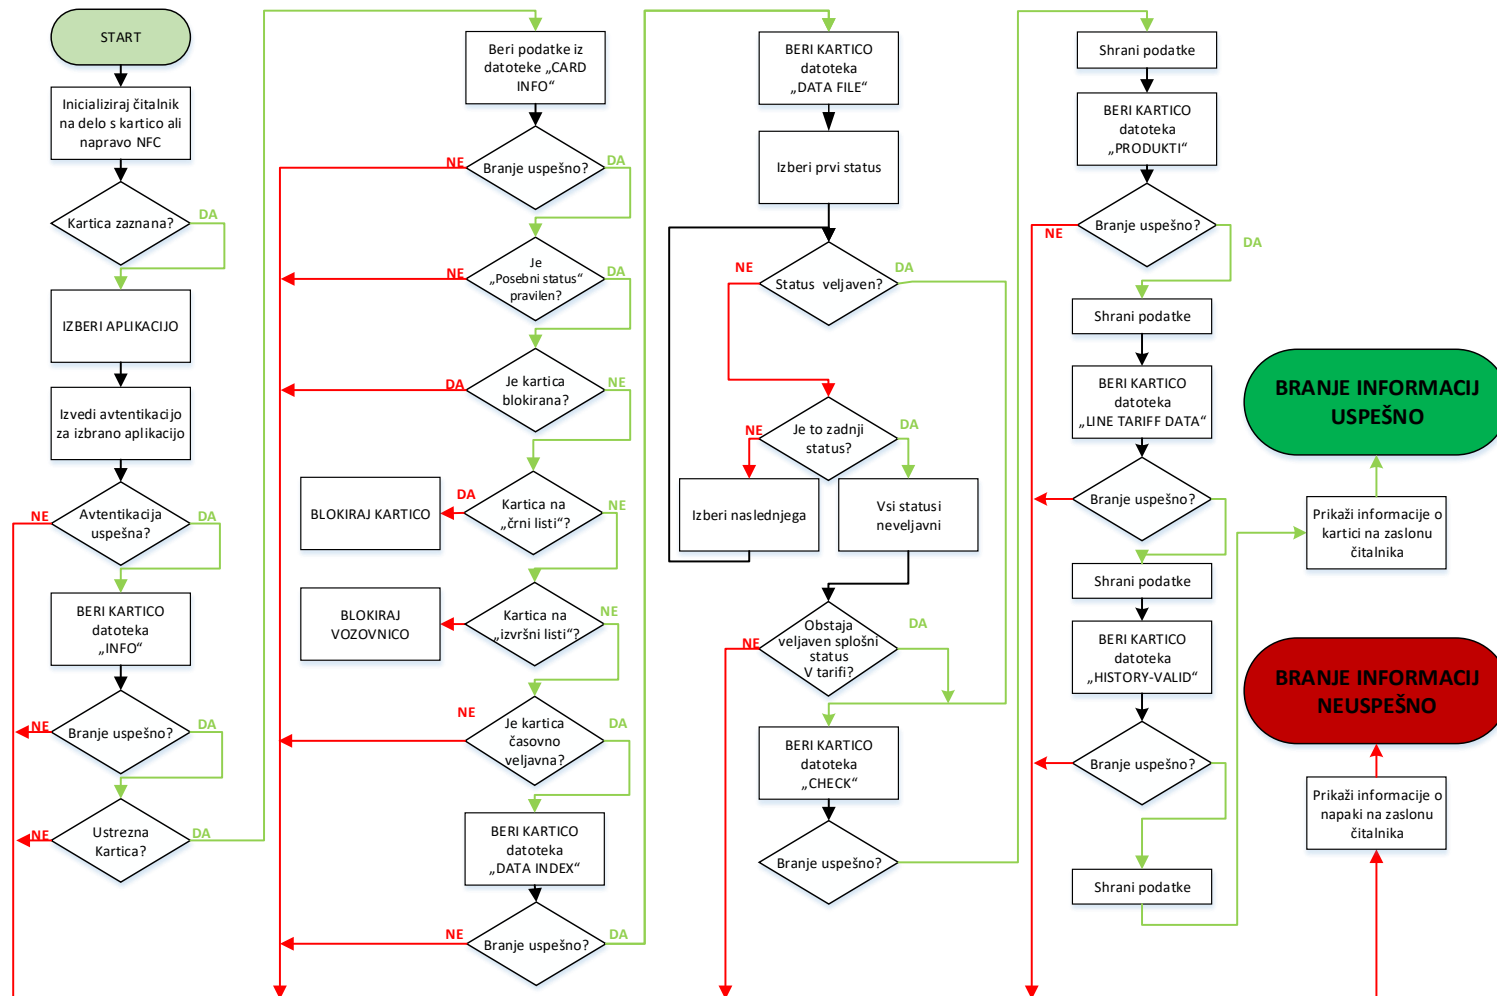 START
Inicializiraj čitalnik
na delo s kartico ali
napravo NFC
Kartica zaznana?
DA
IZBERI APLIKACIJO
Izvedi avtentikacijo
za izbrano aplikacijo
Avtentikacija
uspešna?
NE
DA
BERI KARTICO
datoteka
„INFO“
Branje uspešno?
NE
DA
Ustrezna
Kartica?
NE
DA
Beri podatke iz
datoteke „CARD
INFO“
Branje uspešno?
NE
DA
Je
„Posebni status“
pravilen?
NE
DA
Je kartica
blokirana?
DA
NE
Kartica na
„črni listi“?
DA
NE
BLOKIRAJ KARTICO
Kartica na
„izvršni listi“?
NE
BLOKIRAJ
VOZOVNICO
Je kartica
časovno
veljavna?
NE
DA
BERI KARTICO
datoteka
„DATA INDEX“
Branje uspešno?
NE
DA
BERI KARTICO
datoteka
„DATA FILE“
Izberi prvi status
Status veljaven?
NE
DA
Je to zadnji
status?
NE
DA
Izberi naslednjega
Vsi statusi
neveljavni
Obstaja
veljaven splošni
status
V tarifi?
NE
DA
BERI KARTICO
datoteka
„CHECK“
Branje uspešno?
Shrani podatke
BERI KARTICO
datoteka
„PRODUKTI“
Branje uspešno?
NE
DA
Shrani podatke
BERI KARTICO
datoteka
„LINE TARIFF DATA“
Branje uspešno?
Shrani podatke
BERI KARTICO
datoteka
„HISTORY-VALID“
Branje uspešno?
Shrani podatke
BRANJE INFORMACIJ
USPEŠNO
Prikaži informacije o
kartici na zaslonu
čitalnika
BRANJE INFORMACIJ
NEUSPEŠNO
Prikaži informacije o
napaki na zaslonu
čitalnika